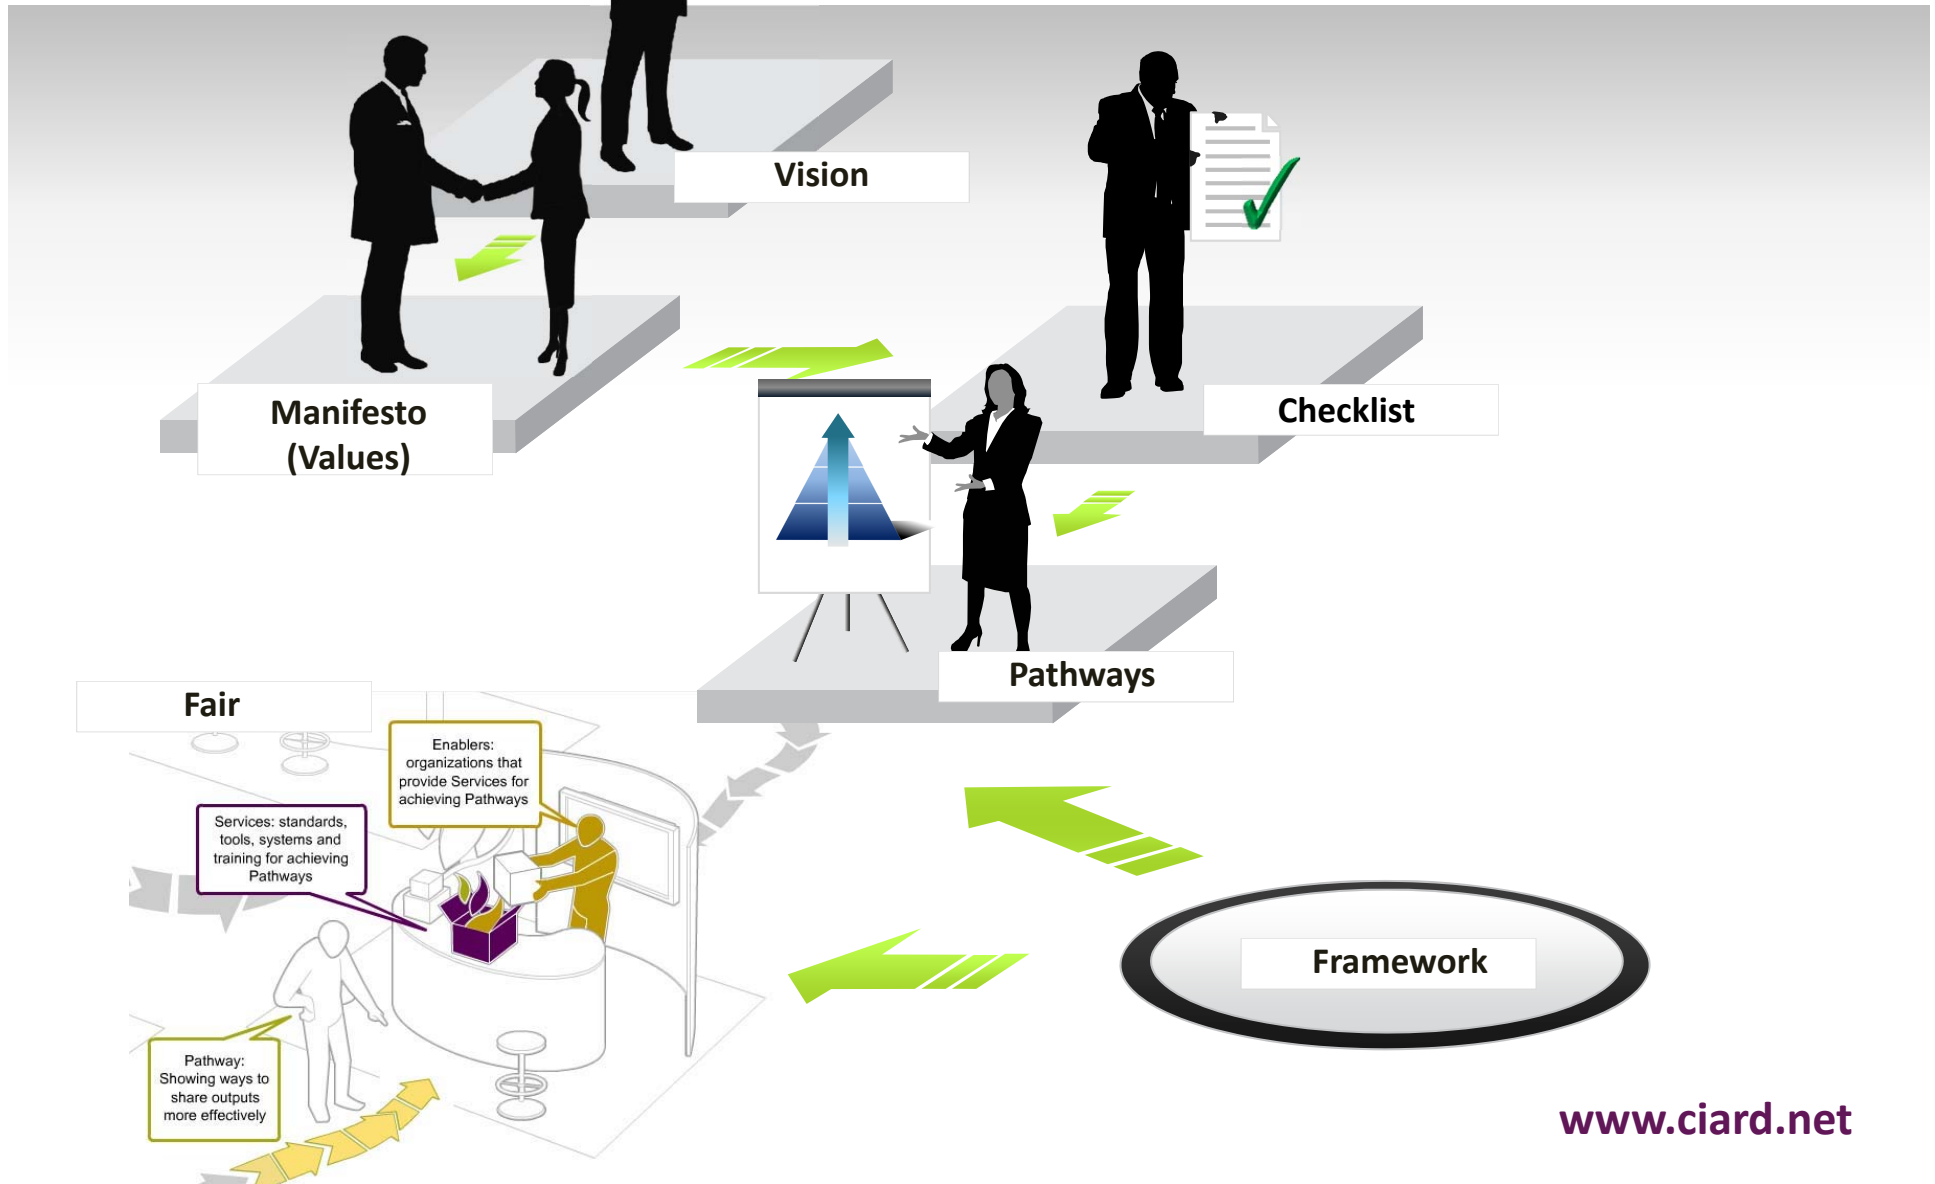 Vision
Manifesto
(Values)
Checklist
Pathways
Fair
Enablers:
organizations that
provide Services for
achieving Pathways
Services: standards,
tools, systems and
training for achieving
Pathways
Framework
Pathway:
Showing ways to
share outputs
more effectively
www.ciard.net